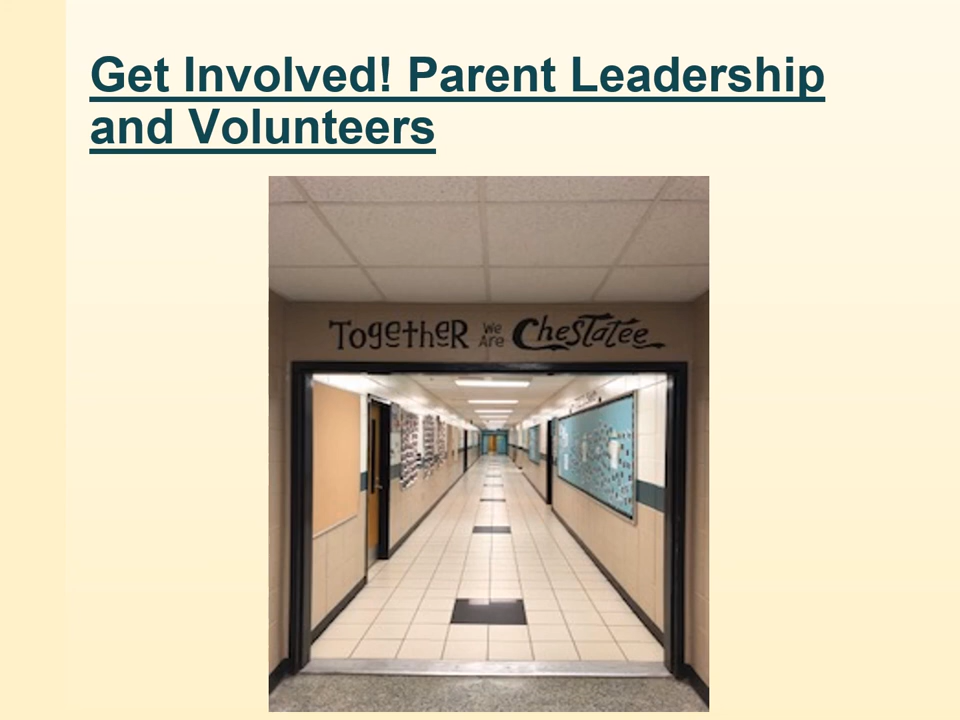 Get Involved! Parent Leadership
and Volunteers
Together We Are Chestatee